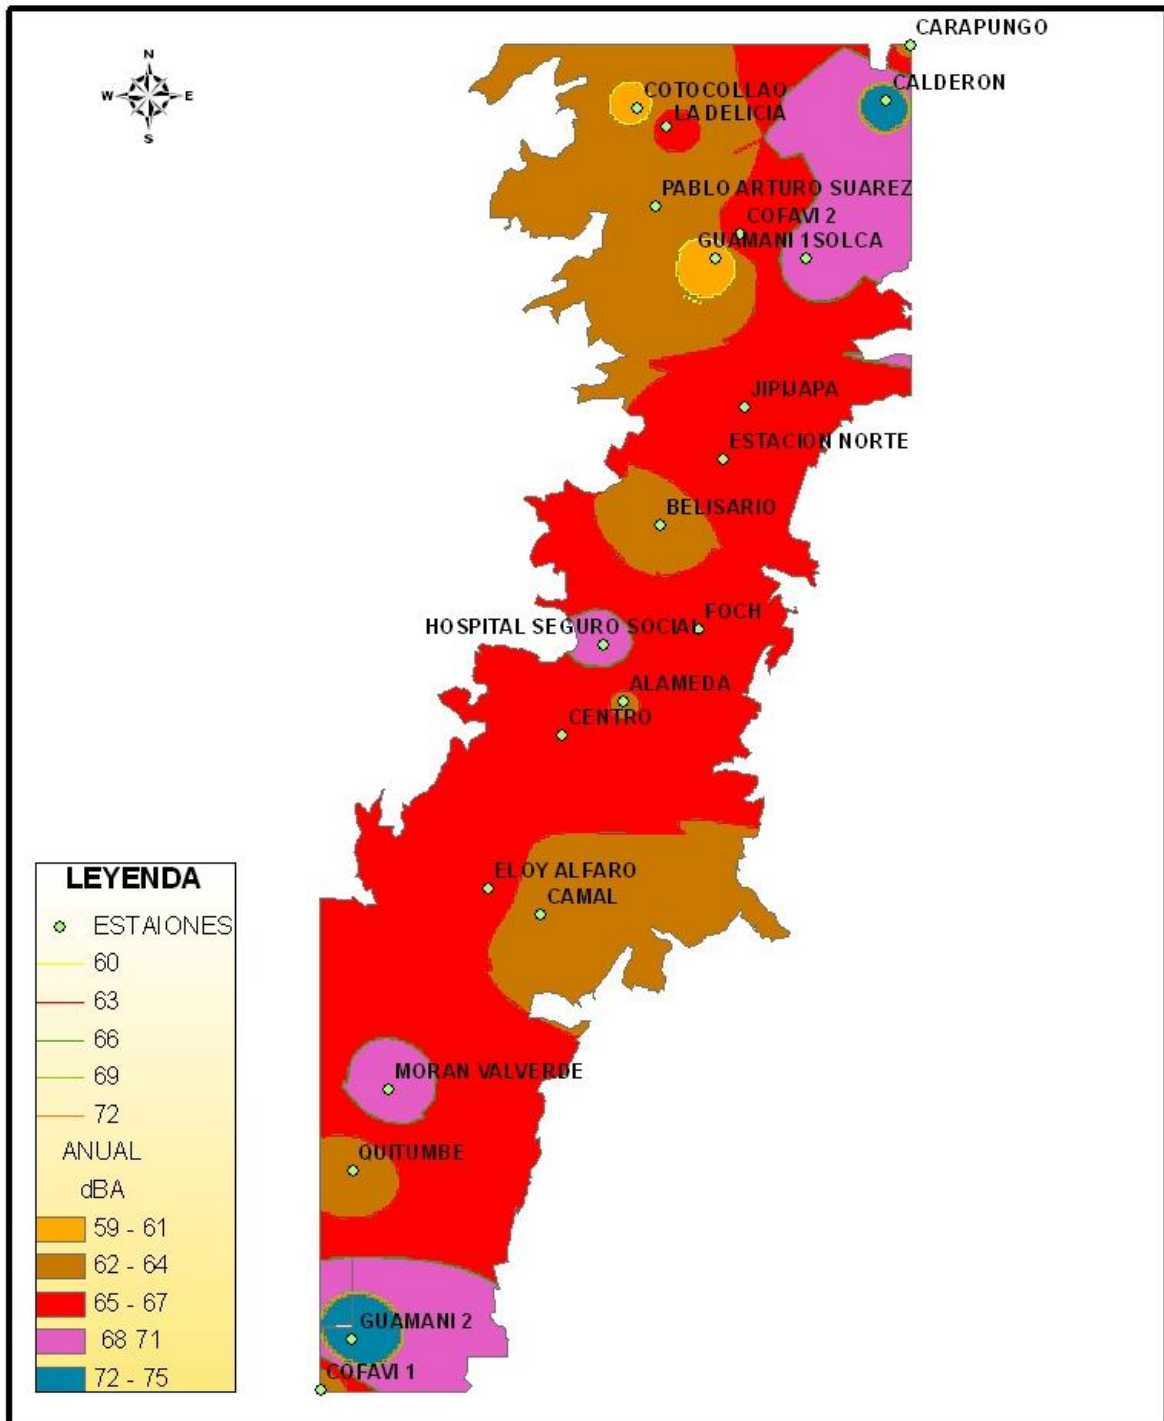 CARAPUNGO
N
W E
S
COTOCOLLAO
CALDERON
LA DELICIA
PABLO ARTURO SUAREZ
COFAVI 2
GUAMANI 1 SOLCA
JIPIJAPA
ESTACION NORTE
BELISARIO
FOCH
HOSPITAL SEGURO SOCIAL
ALAMEDA
CENTRO
ELOY ALFARO
CAMAL
MORAN VALVERDE
QUITUMBE
GUAMANI 2
COFAVI 1
LEYENDA
ESTAIONES
60
63
66
69
72
ANUAL
dBA
59 - 61
62 - 64
65 - 67
68 71
72 - 75